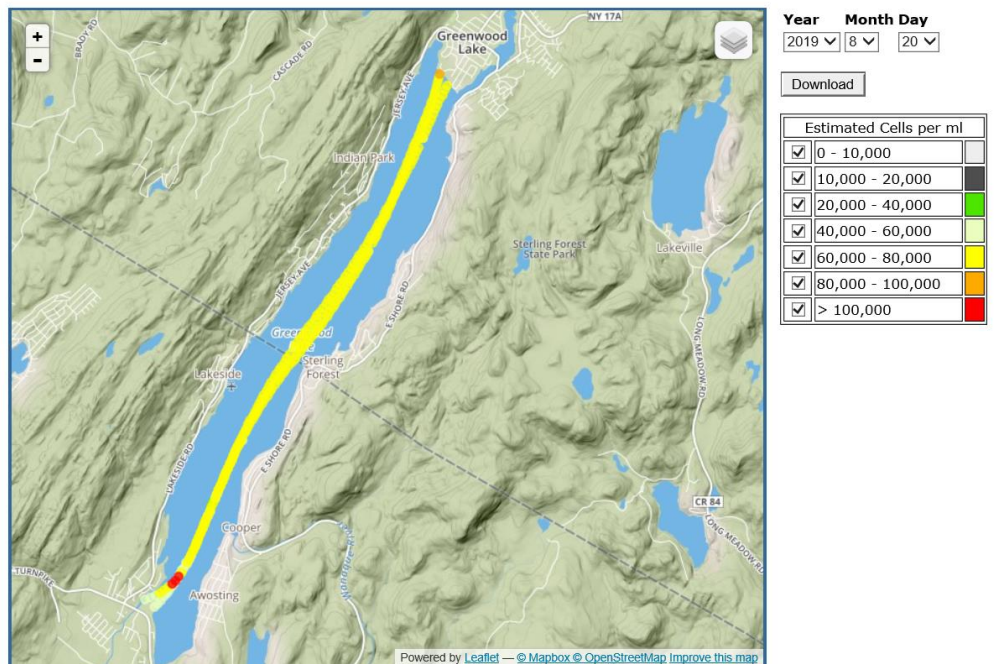 +
-
NY 17A
BRADY RD
CASCADE RD
Greenwood
Lake
JERSEY AVE
Indian Park
Sterling Forest
State Park
Lakeville
JERSEY AVE
E SHORE RD
Sterling
Forest
Lakeside
LONG MEADOW RD
E SHORE RD
LAKESIDE RD
CR 84
LONG MEADOW RD
Cooper
TURNPIKE
Awosting
Powered by Leaflet — © Mapbox © OpenStreetMap Improve this map
Year Month Day
2019 8 20
Download
Estimated Cells per ml
0 - 10,000
10,000 - 20,000
20,000 - 40,000
40,000 - 60,000
60,000 - 80,000
80,000 - 100,000
> 100,000